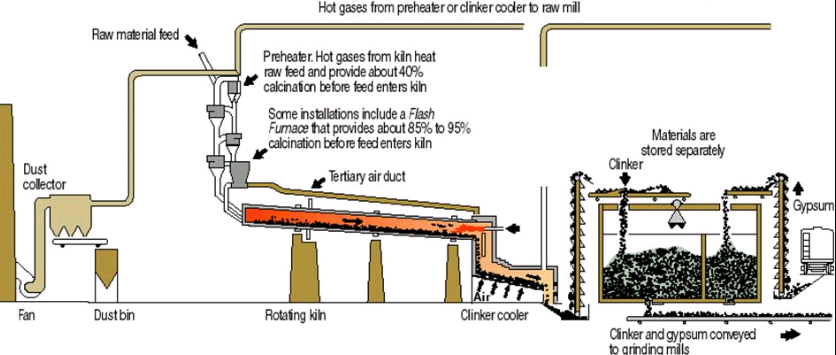 Hot gases from preheater or clinker cooler to raw mill
Raw material feed
Preheater. Hot gases from kiln heat
raw feed and provide about 40%
calcination before feed enters kiln
Some installations include a Flash
Furnace that provides about 85% to 95%
calcination before feed enters kiln
Materials are
stored separately
Clinker
Dust
collector
Tertiary air duct
Gypsum
Air
Fan
Dust bin
Rotating kiln
Clinker cooler
Clinker and gypsum conveyed
to grinding mills